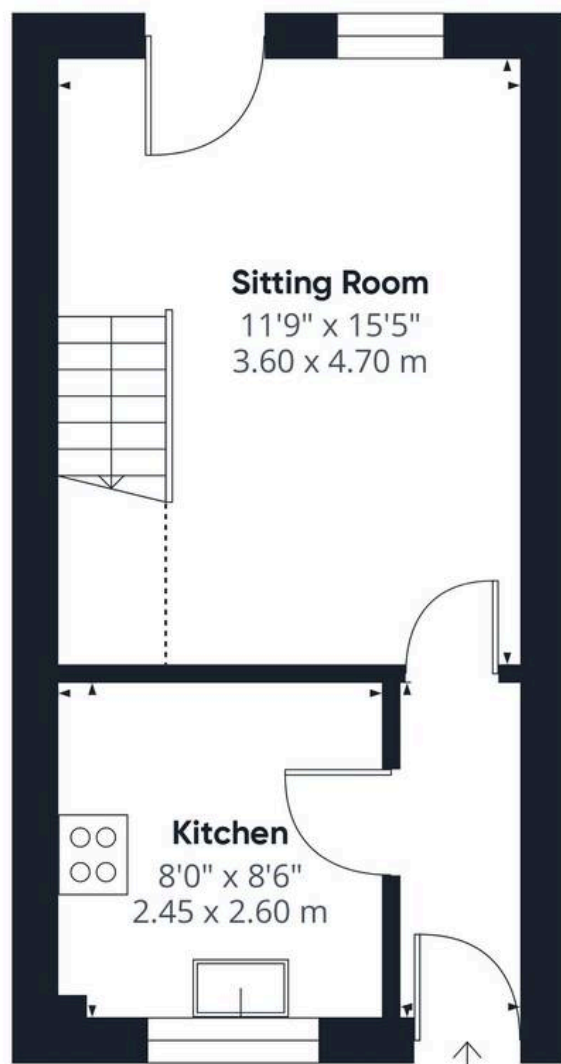 Sitting Room
11'9" x 15'5"
3.60 x 4.70 m
Kitchen
8'0" x 8'6"
2.45 x 2.60 m